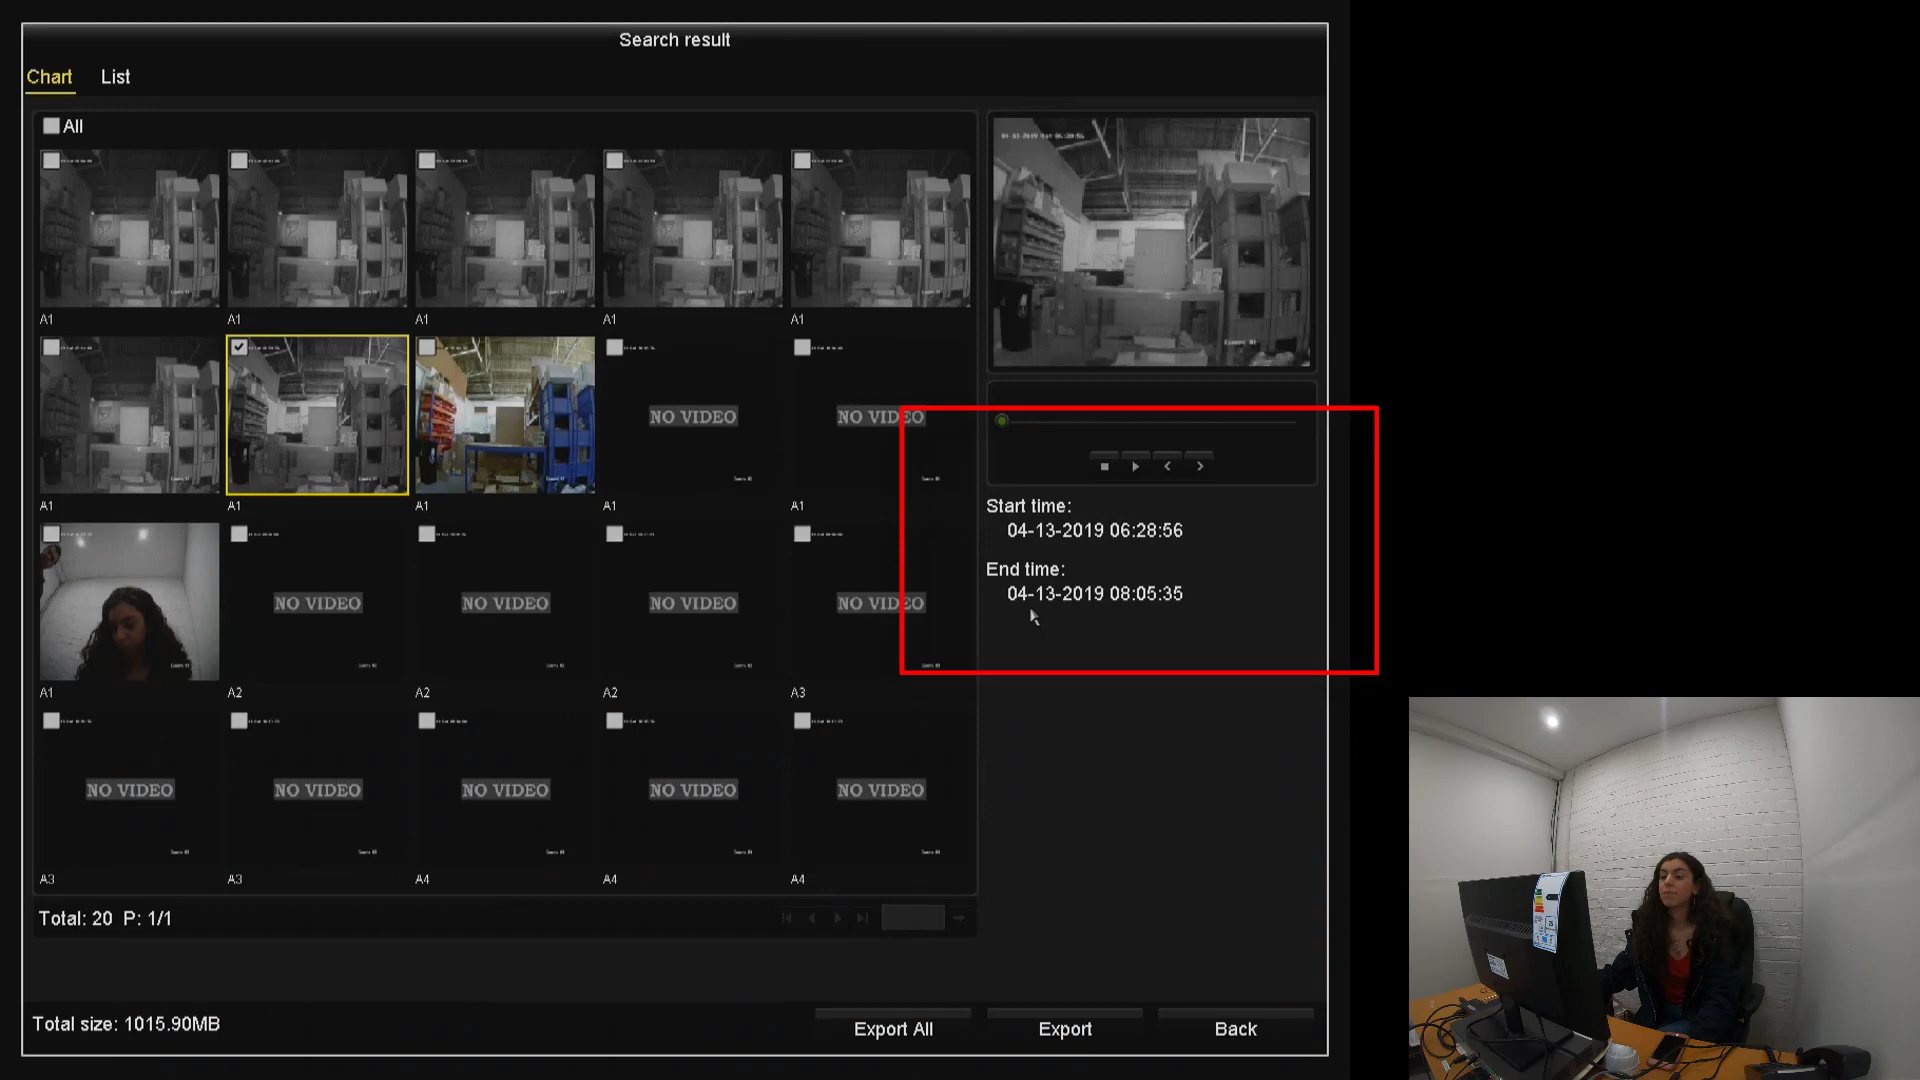 Search result
Chart List
All
A1 A1 A1 A1 A1
NO VIDEO NO VIDEO
A1 A1 A1 A1 A1
NO VIDEO NO VIDEO NO VIDEO NO VIDEO
A1 A2 A2 A2 A3
NO VIDEO NO VIDEO NO VIDEO NO VIDEO NO VIDEO
A3 A3 A4 A4 A4
Total: 20 P: 1/1
Total size: 1015.90MB
Start time:
04-13-2019 06:28:56
End time:
04-13-2019 08:05:35
Export All Export Back